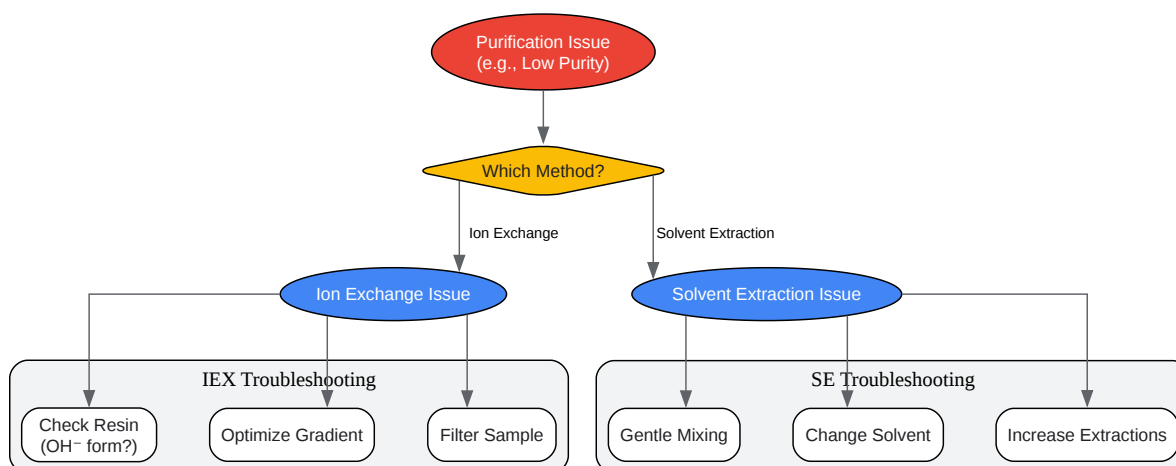 Purification Issue
(e.g., Low Purity)
Which Method?
Ion Exchange
Solvent Extraction
Ion Exchange Issue
Solvent Extraction Issue
IEX Troubleshooting
SE Troubleshooting
Check Resin
(OH⁻ form?)
Optimize Gradient
Filter Sample
Gentle Mixing
Change Solvent
Increase Extractions